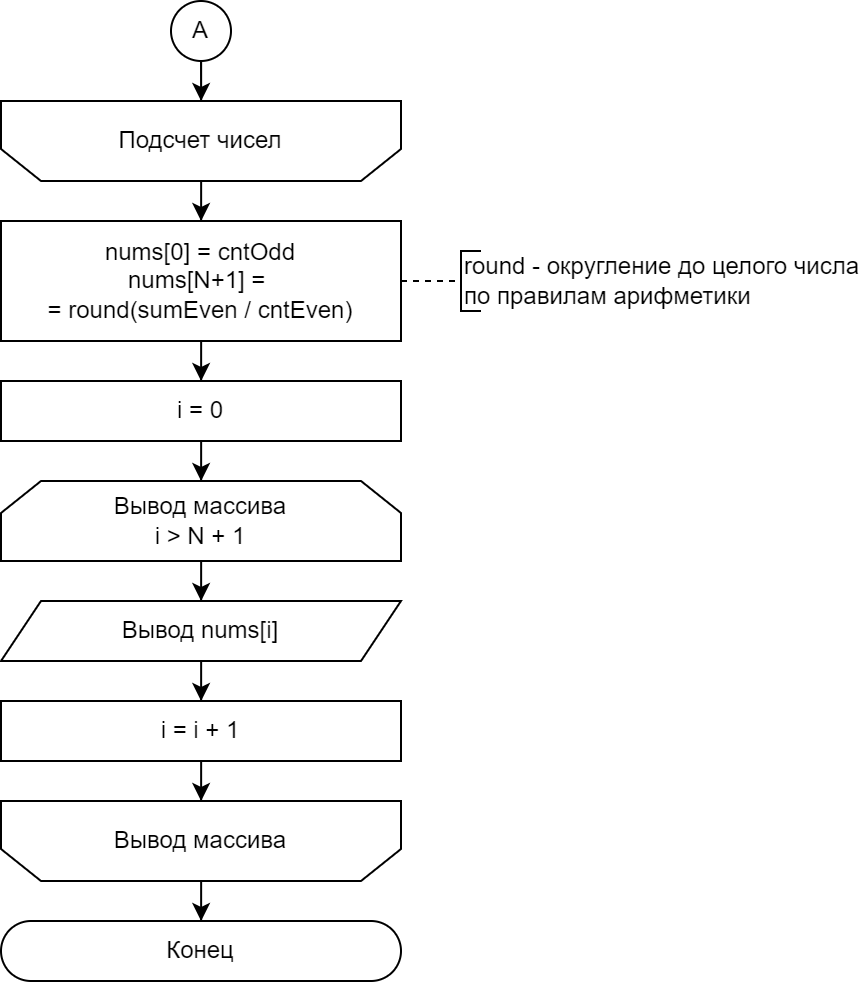 A
Подсчет чисел
nums[0] = cntOdd
nums[N+1] =
= round(sumEven / cntEven)
round - округление до целого числа
по правилам арифметики
i = 0
Вывод массива
i > N + 1
Вывод nums[i]
i = i + 1
Вывод массива
Конец